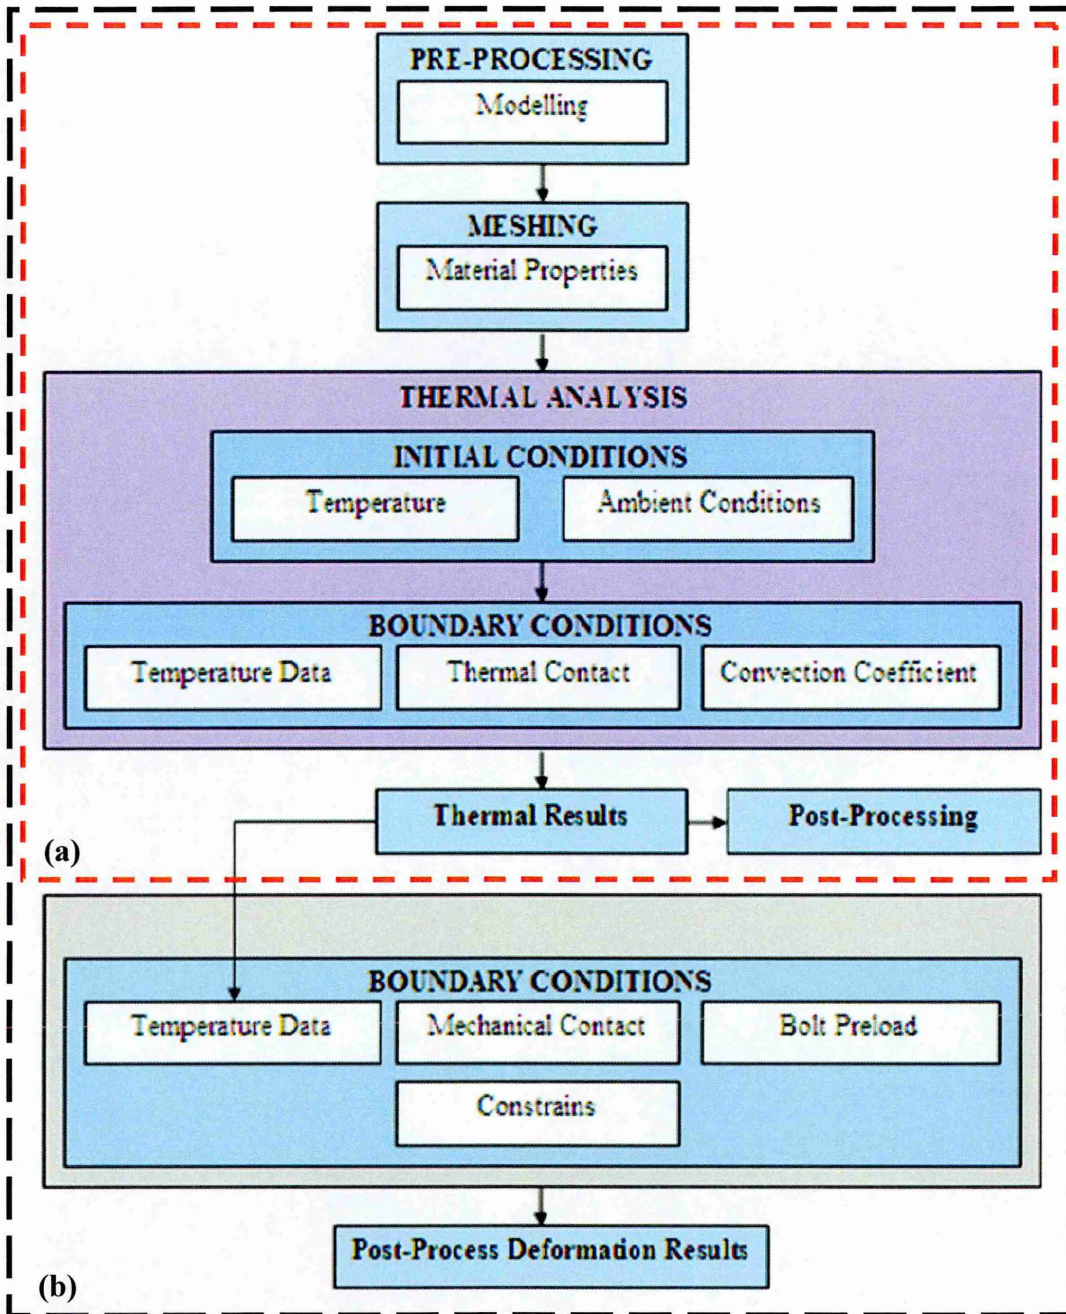 PRE-PROCESSING
Modelling
MESHING
Material Properties
THERMAL ANALYSIS
INITIAL CONDITIONS
Temperature
Ambient Conditions
BOUNDARY CONDITIONS
Temperature Data
Thermal Contact
Convection Coefficient
Thermal Results
Post-Processing
(a)
BOUNDARY CONDITIONS
Temperature Data
Mechanical Contact
Bolt Preload
Constrains
Post-Process Deformation Results
(b)